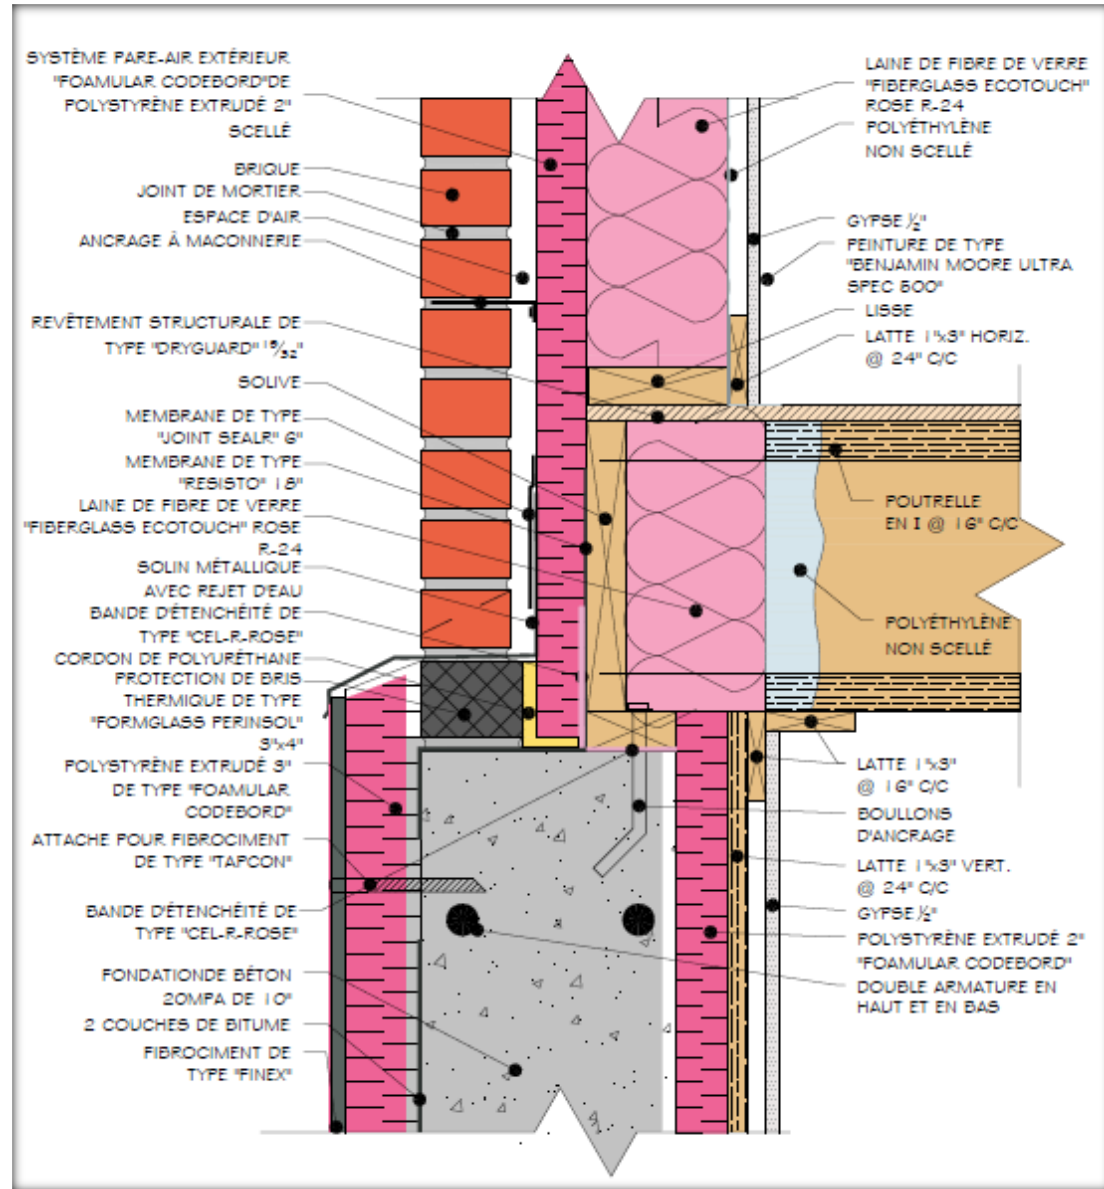 SYSTÈME PARE-AIR EXTÉRIEUR
"FOAMULAR CODEBORD"DE
POLYSTYRÈNE EXTRUDÉ 2"
SCELLÉ
BRIQUE
JOINT DE MORTIER
ESPACE D'AIR
ANCRAGE À MACONNERIE
REVÊTEMENT STRUCTURALE DE
TYPE "DRYGUARD" 19/32"
SOLIVE
MEMBRANE DE TYPE
"JOINT SEALR" 6"
MEMBRANE DE TYPE
"RESISTO" 18"
LAINE DE FIBRE DE VERRE
"FIBERGLASS ECOTOUCH" ROSE
R-24
SOLIN MÉTALLIQUE
AVEC REJET D'EAU
BANDE D'ÉTENCHÉITÉ DE
TYPE "CEL-R-ROSE"
CORDON DE POLYURÉTHANE
PROTECTION DE BRIS
THERMIQUE DE TYPE
"FORMGLASS PERINSOL"
3"x4"
POLYSTYRÈNE EXTRUDÉ 3"
DE TYPE "FOAMULAR
CODEBORD"
ATTACHE POUR FIBROCIMENT
DE TYPE "TAPCON"
BANDE D'ÉTENCHÉITÉ DE
TYPE "CEL-R-ROSE"
FONDATIONDE BÉTON
20MPA DE 10"
2 COUCHES DE BITUME
FIBROCIMENT DE
TYPE "FINEX"
LAINE DE FIBRE DE VERRE
"FIBERGLASS ECOTOUCH"
ROSE R-24
POLYÉTHYLÈNE
NON SCELLÉ
GYPSE ½"
PEINTURE DE TYPE
"BENJAMIN MOORE ULTRA
SPEC 500"
LISSE
LATTE 1"x3" HORIZ.
@ 24" C/C
POUTRELLE
EN I @ 16" C/C
POLYÉTHYLÈNE
NON SCELLÉ
LATTE 1"x3"
@ 16" C/C
BOULLONS
D'ANCRAGE
LATTE 1"x3" VERT.
@ 24" C/C
GYPSE ½"
POLYSTYRÈNE EXTRUDÉ 2"
"FOAMULAR CODEBORD"
DOUBLE ARMATURE EN
HAUT ET EN BAS